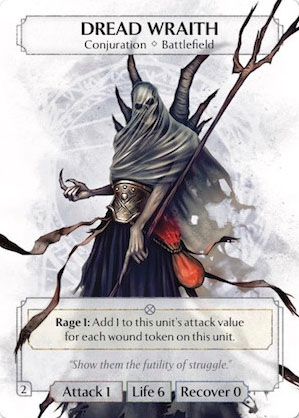 DREAD WRAITH
Conjuration ⋄ Battlefield
Rage 1: Add 1 to this unit's attack value
for each wound token on this unit.
"Show them the futility of struggle."
2
Attack 1 Life 6 Recover 0